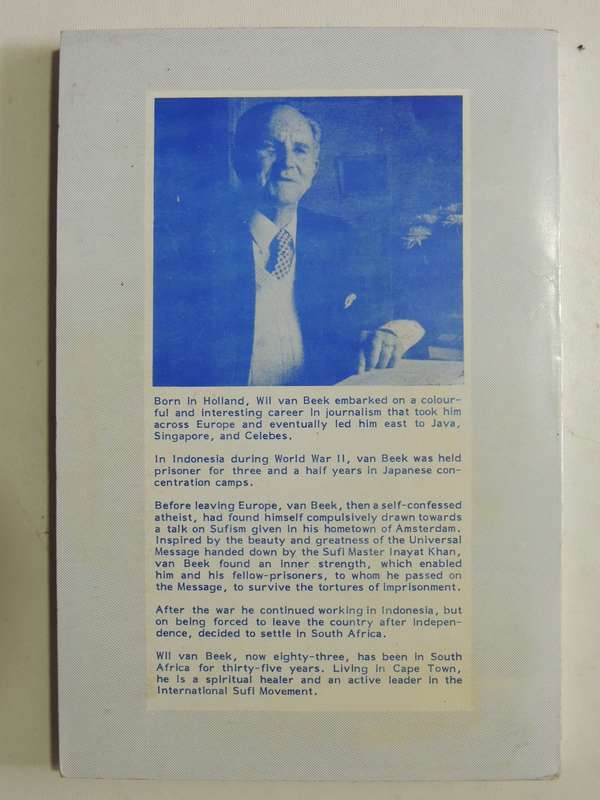 Born in Holland, Wil van Beek embarked on a colour-
ful and interesting career in journalism that took him
across Europe and eventually led him east to Java,
Singapore, and Celebes.
In Indonesia during World War II, van Beek was held
prisoner for three and a half years in Japanese con-
centration camps.
Before leaving Europe, van Beek, then a self-confessed
atheist, had found himself compulsively drawn towards
a talk on Sufism given in his hometown of Amsterdam.
Inspired by the beauty and greatness of the Universal
Message handed down by the Sufi Master Inayat Khan,
van Beek found an inner strength, which enabled
him and his fellow-prisoners, to whom he passed on
the Message, to survive the tortures of imprisonment.
After the war he continued working in Indonesia, but
on being forced to leave the country after indepen-
dence, decided to settle in South Africa.
Wil van Beek, now eighty-three, has been in South
Africa for thirty-five years. Living in Cape Town,
he is a spiritual healer and an active leader in the
International Sufi Movement.